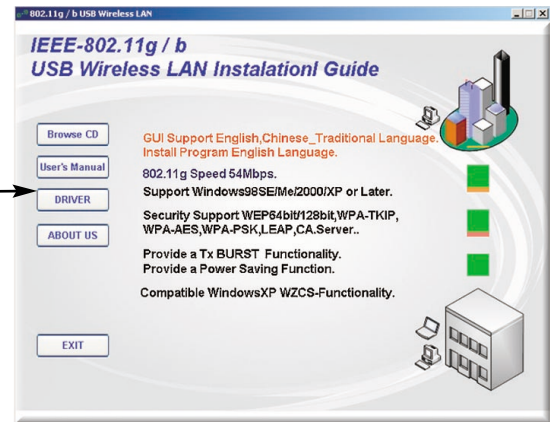 802.11g / b USB Wireless LAN
IEEE-802.11g / b
USB Wireless LAN Instalationl Guide
Browse CD
User's Manual
DRIVER
ABOUT US
EXIT
GUI Support English,Chinese_Traditional Language.
Install Program English Language.
802.11g Speed 54Mbps.
Support Windows98SE/Me/2000/XP or Later.
Security Support WEP64bit/128bit,WPA-TKIP,
WPA-AES,WPA-PSK,LEAP,CA.Server..
Provide a Tx BURST Functionality.
Provide a Power Saving Function.
Compatible WindowsXP WZCS-Functionality.